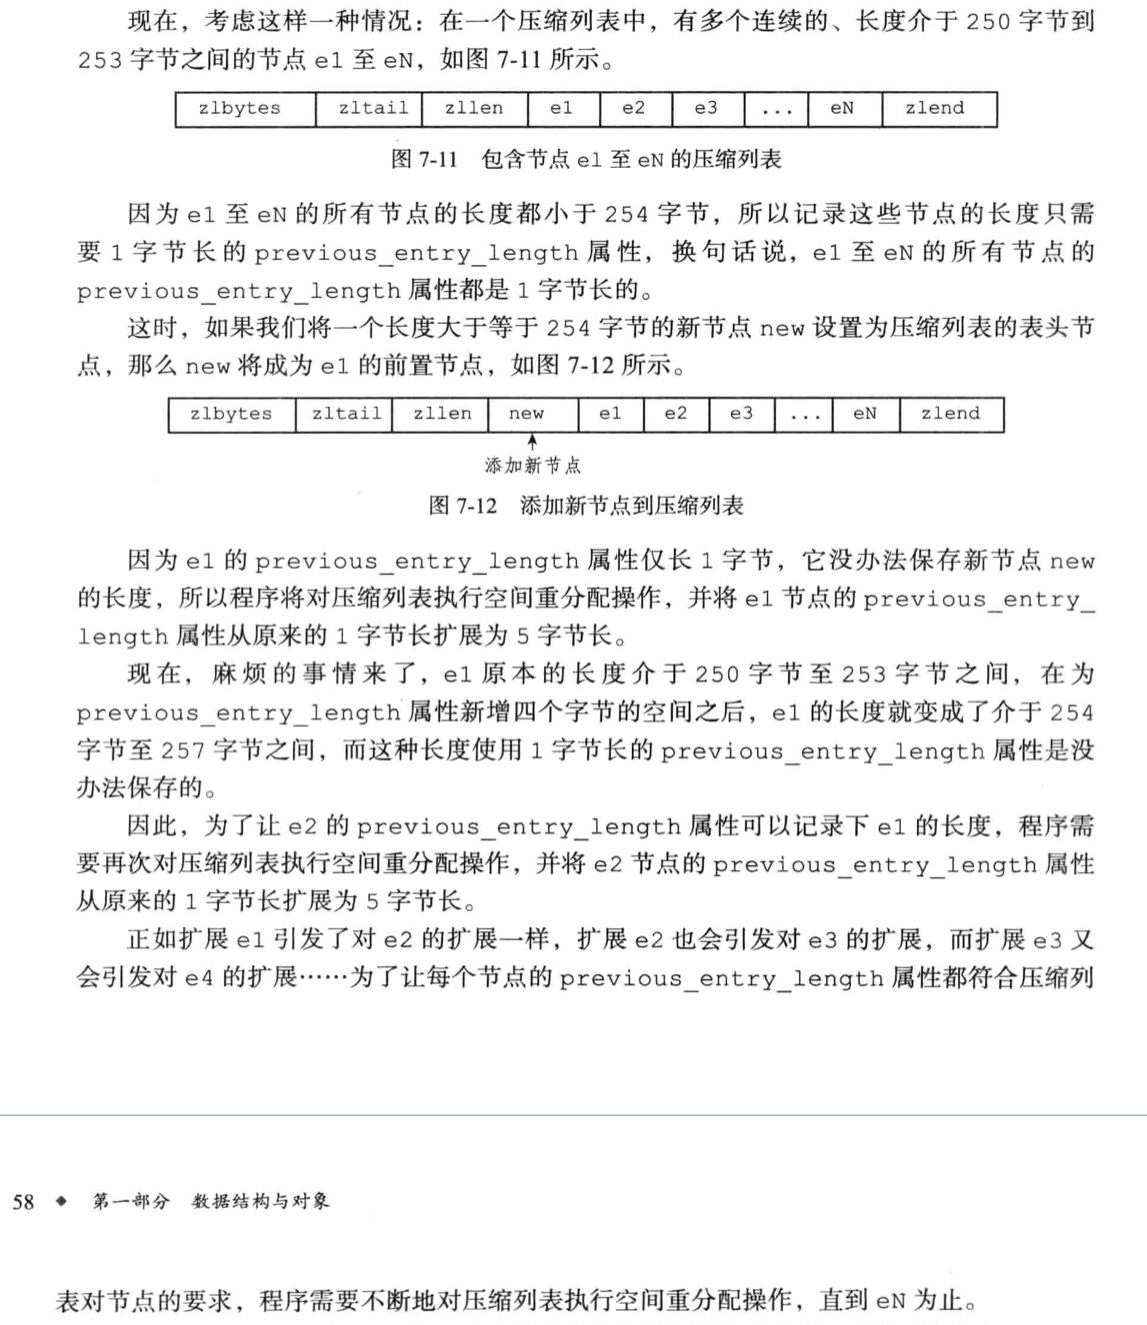 现在，考虑这样一种情况：在一个压缩列表中，有多个连续的、长度介于 250 字节到
253 字节之间的节点 e1 至 eN，如图 7-11 所示。
zlbytes zltail zllen e1 e2 e3 ... eN zlend
图 7-11 包含节点 e1 至 eN 的压缩列表
因为 e1 至 eN 的所有节点的长度都小于 254 字节，所以记录这些节点的长度只需
要 1 字节长的 previous_entry_length 属性，换句话说，e1 至 eN 的所有节点的
previous_entry_length 属性都是 1 字节长的。
这时，如果我们将一个长度大于等于 254 字节的新节点 new 设置为压缩列表的表头节
点，那么 new 将成为 e1 的前置节点，如图 7-12 所示。
zlbytes zltail zllen new e1 e2 e3 ... eN zlend
添加新节点
图 7-12 添加新节点到压缩列表
因为 e1 的 previous_entry_length 属性仅长 1 字节，它没办法保存新节点 new
的长度，所以程序将对压缩列表执行空间重分配操作，并将 e1 节点的 previous_entry_
length 属性从原来的 1 字节长扩展为 5 字节长。
现在，麻烦的事情来了，e1 原本的长度介于 250 字节至 253 字节之间，在为
previous_entry_length 属性新增四个字节的空间之后，e1 的长度就变成了介于 254
字节至 257 字节之间，而这种长度使用 1 字节长的 previous_entry_length 属性是没
办法保存的。
因此，为了让 e2 的 previous_entry_length 属性可以记录下 e1 的长度，程序需
要再次对压缩列表执行空间重分配操作，并将 e2 节点的 previous_entry_length 属性
从原来的 1 字节长扩展为 5 字节长。
正如扩展 e1 引发了对 e2 的扩展一样，扩展 e2 也会引发对 e3 的扩展，而扩展 e3 又
会引发对 e4 的扩展……为了让每个节点的 previous_entry_length 属性都符合压缩列
58 ◆ 第一部分 数据结构与对象
表对节点的要求，程序需要不断地对压缩列表执行空间重分配操作，直到 eN 为止。